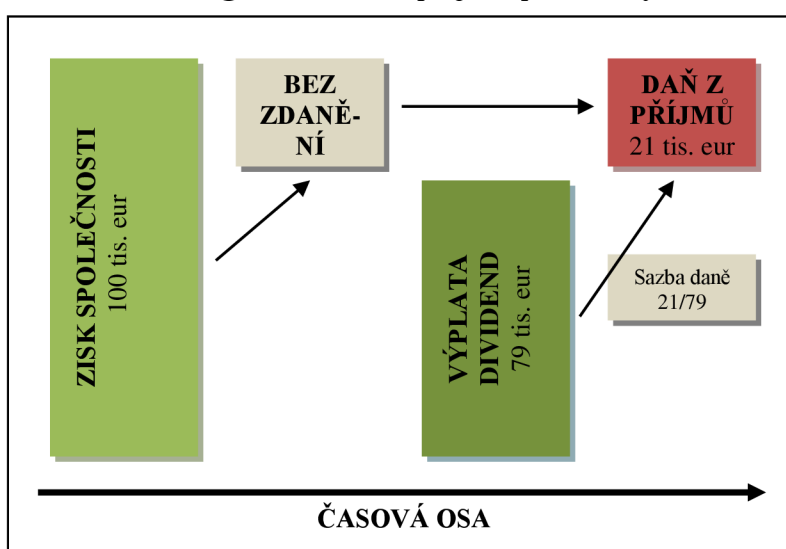 ZISK SPOLEČNOSTI
100 tis. eur
BEZ
ZDANĚ-
NÍ
DAŇ Z
PŘÍJMŮ
21 tis. eur
VÝPLATA
DIVIDEND
79 tis. eur
Sazba daně
21/79
ČASOVÁ OSA